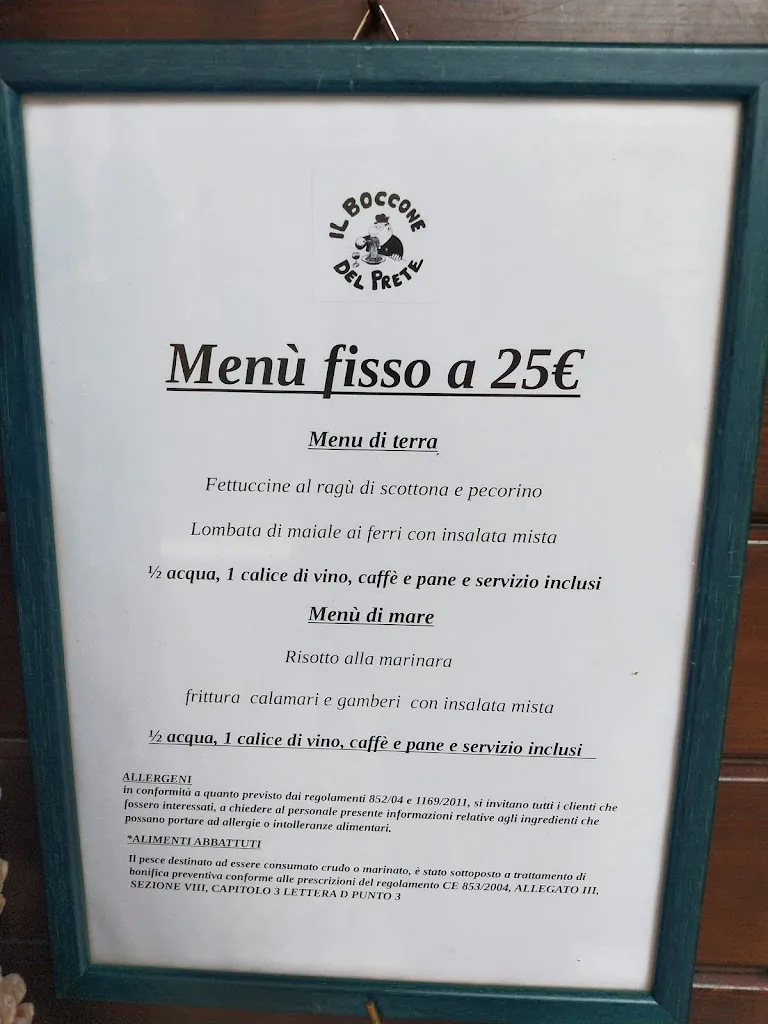 IL BOCCONE
DEL PRETE
Menù fisso a 25€
Menu di terra
Fettuccine al ragù di scottona e pecorino
Lombata di maiale ai ferri con insalata mista
½ acqua, 1 calice di vino, caffè e pane e servizio inclusi
Menù di mare
Risotto alla marinara
frittura calamari e gamberi con insalata mista
½ acqua, 1 calice di vino, caffè e pane e servizio inclusi
ALLERGENI
in conformità a quanto previsto dai regolamenti 852/04 e 1169/2011, si invitano tutti i clienti che
fossero interessati, a chiedere al personale presente informazioni relative agli ingredienti che
possano portare ad allergie o intolleranze alimentari.
*ALIMENTI ABBATTUTI
Il pesce destinato ad essere consumato crudo o marinato, è stato sottoposto a trattamento di
bonifica preventiva conforme alle prescrizioni del regolamento CE 853/2004, ALLEGATO III,
SEZIONE VIII, CAPITOLO 3 LETTERA D PUNTO 3